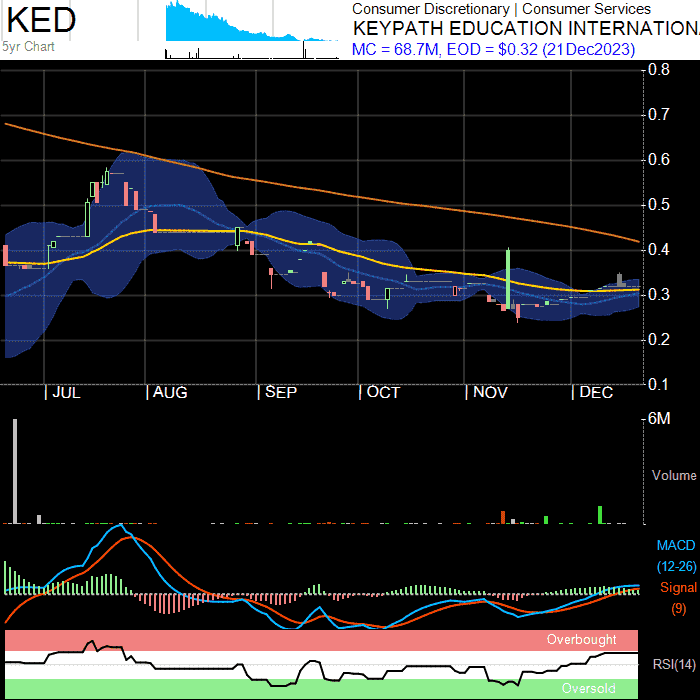 KED
5yr Chart
Consumer Discretionary | Consumer Services
KEYPATH EDUCATION INTERNATIONA
MC = 68.7M, EOD = $0.32 (21Dec2023)
0.8
0.7
0.6
0.5
0.4
0.3
0.2
0.1
JUL
AUG
SEP
OCT
NOV
DEC
6M
Volume
MACD
(12-26)
Signal
(9)
Overbought
RSI(14)
Oversold